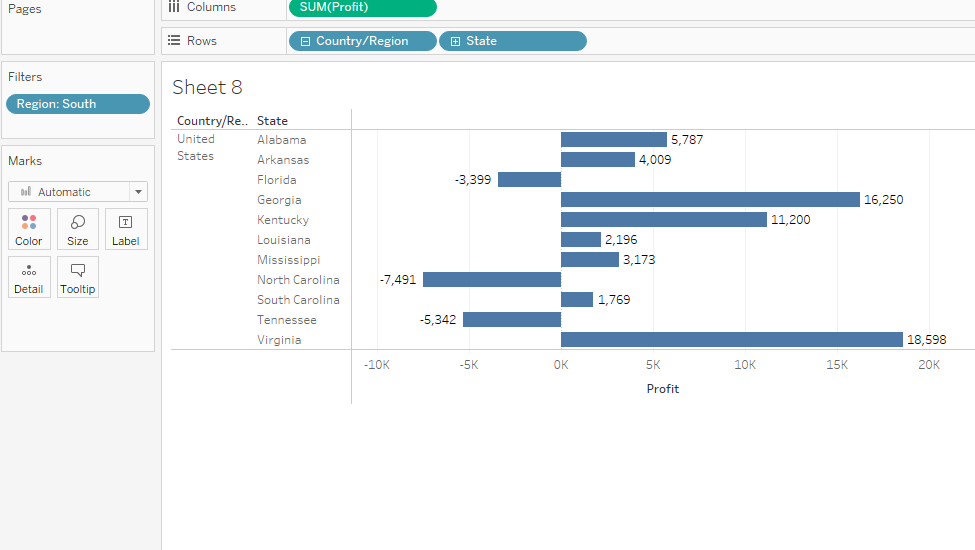 Pages
Columns
SUM(Profit)
Rows
Country/Region
State
Filters
Region: South
Marks
Automatic
Color
Size
Label
Detail
Tooltip
Sheet 8
Country/Re..
State
United
States
Alabama
5,787
Arkansas
4,009
Florida
-3,399
Georgia
16,250
Kentucky
11,200
Louisiana
2,196
Mississippi
3,173
North Carolina
-7,491
South Carolina
1,769
Tennessee
-5,342
Virginia
18,598
-10K
-5K
0K
5K
10K
15K
20K
Profit